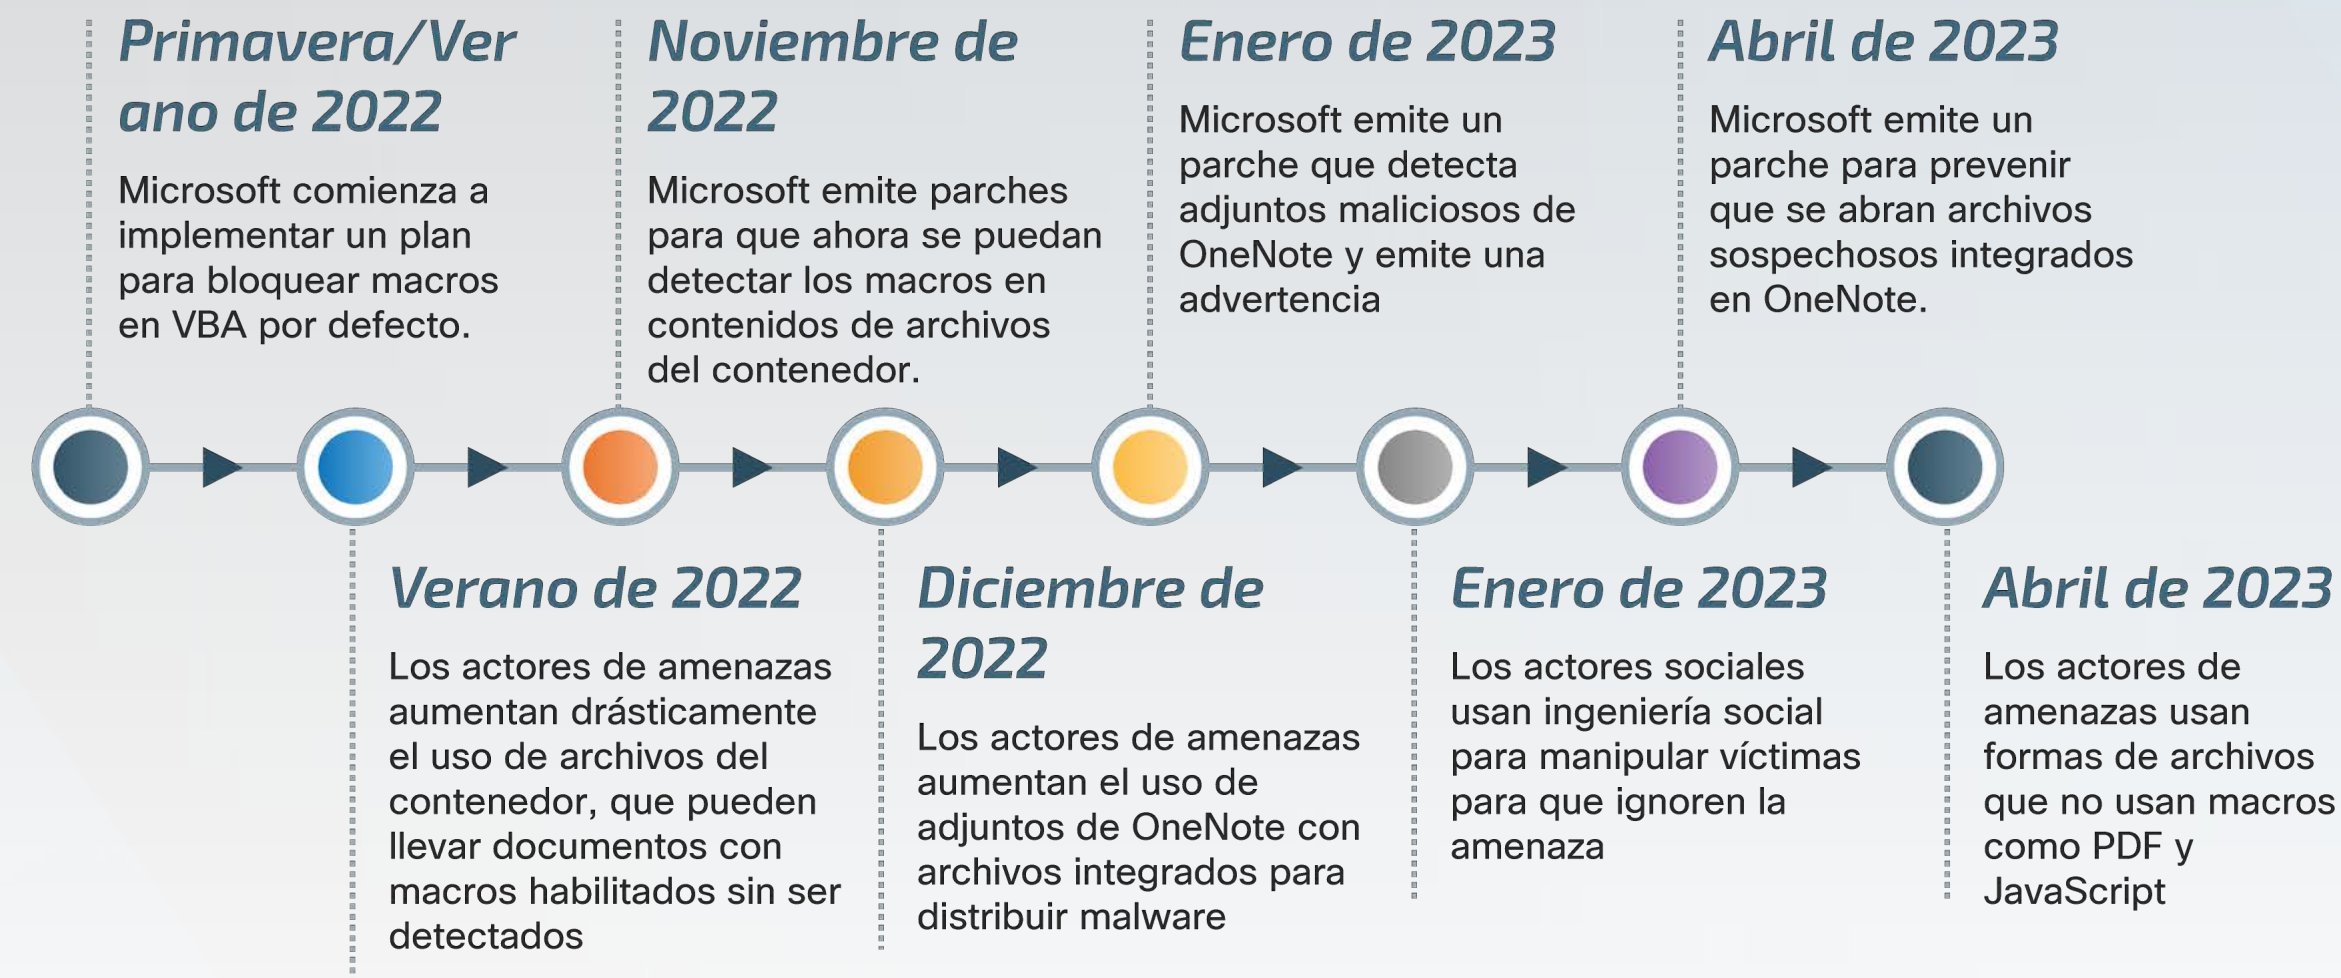 Primavera/Ver
ano de 2022
Microsoft comienza a
implementar un plan
para bloquear macros
en VBA por defecto.
Noviembre de
2022
Microsoft emite parches
para que ahora se puedan
detectar los macros en
contenidos de archivos
del contenedor.
Enero de 2023
Microsoft emite un
parche que detecta
adjuntos maliciosos de
OneNote y emite una
advertencia
Abril de 2023
Microsoft emite un
parche para prevenir
que se abran archivos
sospechosos integrados
en OneNote.
Verano de 2022
Los actores de amenazas
aumentan drásticamente
el uso de archivos del
contenedor, que pueden
llevar documentos con
macros habilitados sin ser
detectados
Diciembre de
2022
Los actores de amenazas
aumentan el uso de
adjuntos de OneNote con
archivos integrados para
distribuir malware
Enero de 2023
Los actores sociales
usan ingeniería social
para manipular víctimas
para que ignoren la
amenaza
Abril de 2023
Los actores de
amenazas usan
formas de archivos
que no usan macros
como PDF y
JavaScript